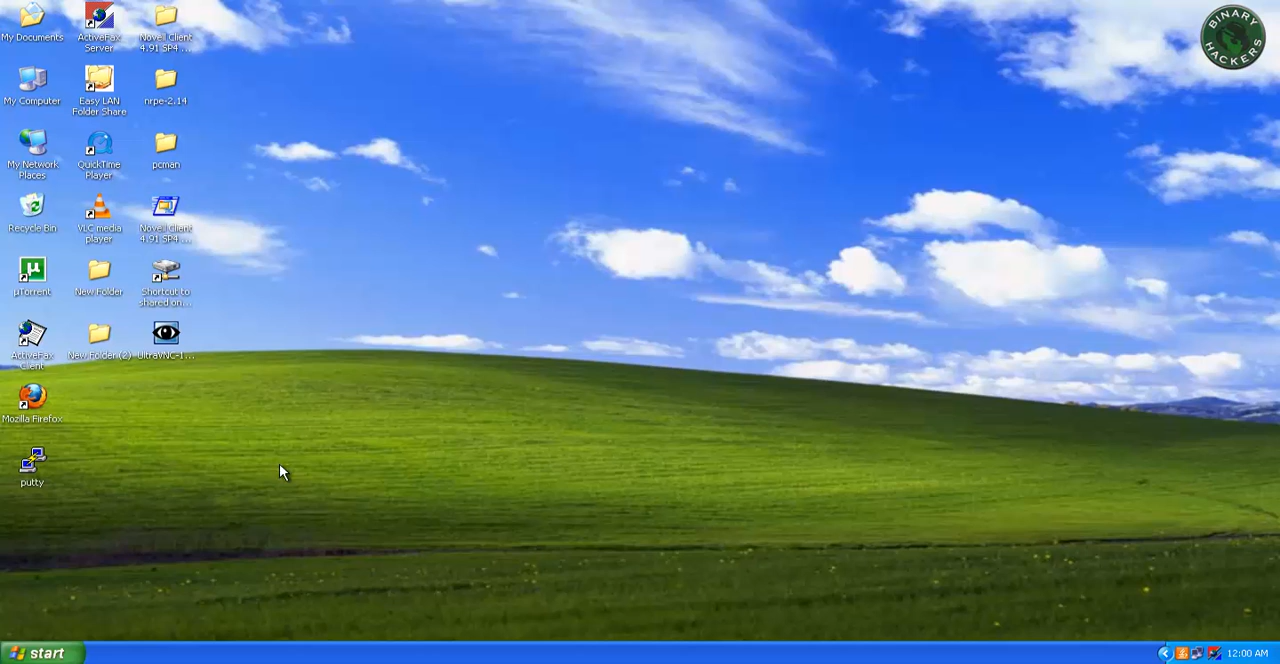 My Documents
ActiveFax
Server
Novell Client
4.91 SP4 ...
My Computer
Easy LAN
Folder Share
nrpe-2.14
My Network
Places
QuickTime
Player
pcman
Recycle Bin
VLC media
player
Novell Client
4.91 SP4 ...
µ
µTorrent
New Folder
Shortcut to
shared on...
ActiveFax
Client
New Folder(2)
UltraVNC-1...
Mozilla Firefox
putty
BINARY
HACKERS
start
12:00 AM